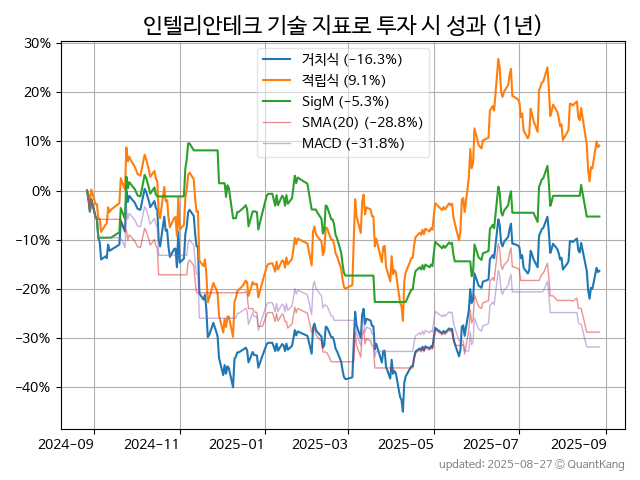 인텔리안테크 기술 지표로 투자 시 성과 (1년)
30%
20%
10%
0%
−10%
−20%
−30%
−40%
거치식 (−16.3%)
적립식 (9.1%)
SigM (−5.3%)
SMA(20) (−28.8%)
MACD (−31.8%)
2024-09
2024-11
2025-01
2025-03
2025-05
2025-07
2025-09
updated: 2025-08-27 © QuantKang